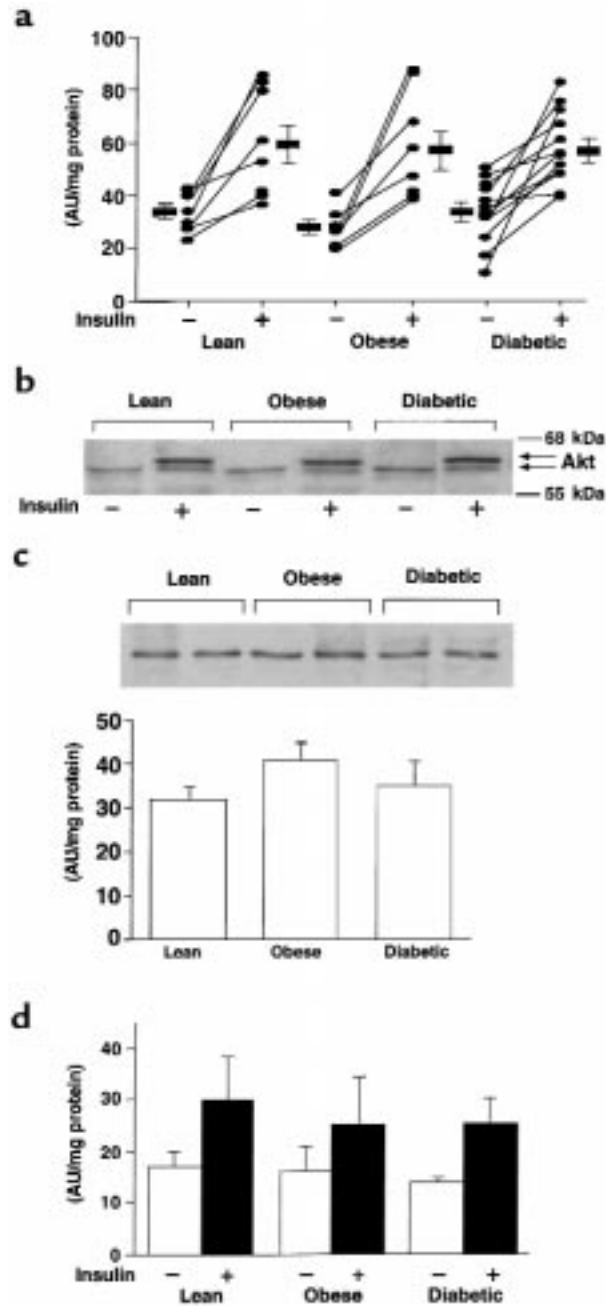 a
(AU/mg protein)
100
80
60
40
20
0
Insulin − + − + − +
Lean Obese Diabetic
b
Lean Obese Diabetic
68 kDa
Akt
55 kDa
Insulin − + − + − +
c
Lean Obese Diabetic
(AU/mg protein)
50
40
30
20
10
0
Lean Obese Diabetic
d
(AU/mg protein)
40
30
20
10
0
Insulin − + − + − +
Lean Obese Diabetic